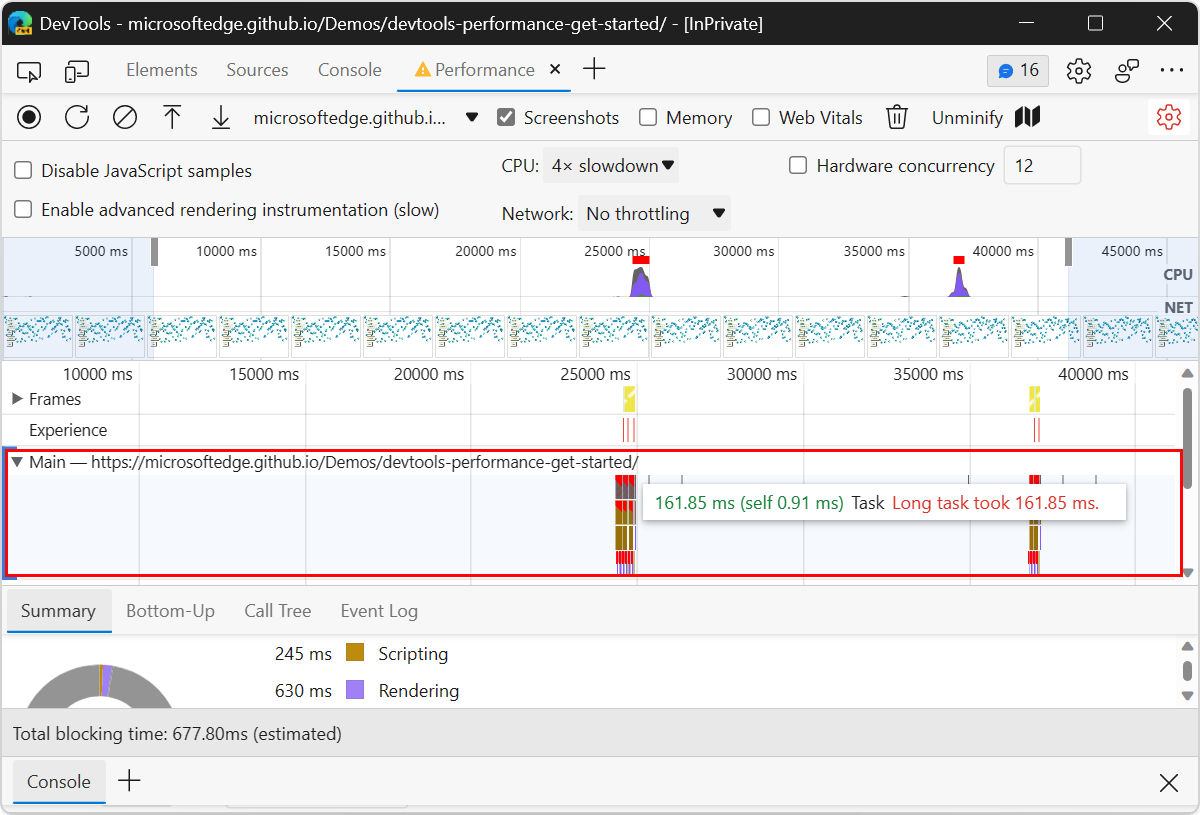 DevTools - microsoftedge.github.io/Demos/devtools-performance-get-started/ - [InPrivate]
Elements Sources Console Performance 16
microsoftedge.github.i... Screenshots Memory Web Vitals Unminify
Disable JavaScript samples CPU: 4× slowdown Hardware concurrency 12
Enable advanced rendering instrumentation (slow) Network: No throttling
5000 ms 10000 ms 15000 ms 20000 ms 25000 ms 30000 ms 35000 ms 40000 ms 45000 ms
CPU
NET
10000 ms 15000 ms 20000 ms 25000 ms 30000 ms 35000 ms 40000 ms
Frames
Experience
Main — https://microsoftedge.github.io/Demos/devtools-performance-get-started/
161.85 ms (self 0.91 ms) Task Long task took 161.85 ms.
Summary Bottom-Up Call Tree Event Log
245 ms Scripting
630 ms Rendering
Total blocking time: 677.80ms (estimated)
Console